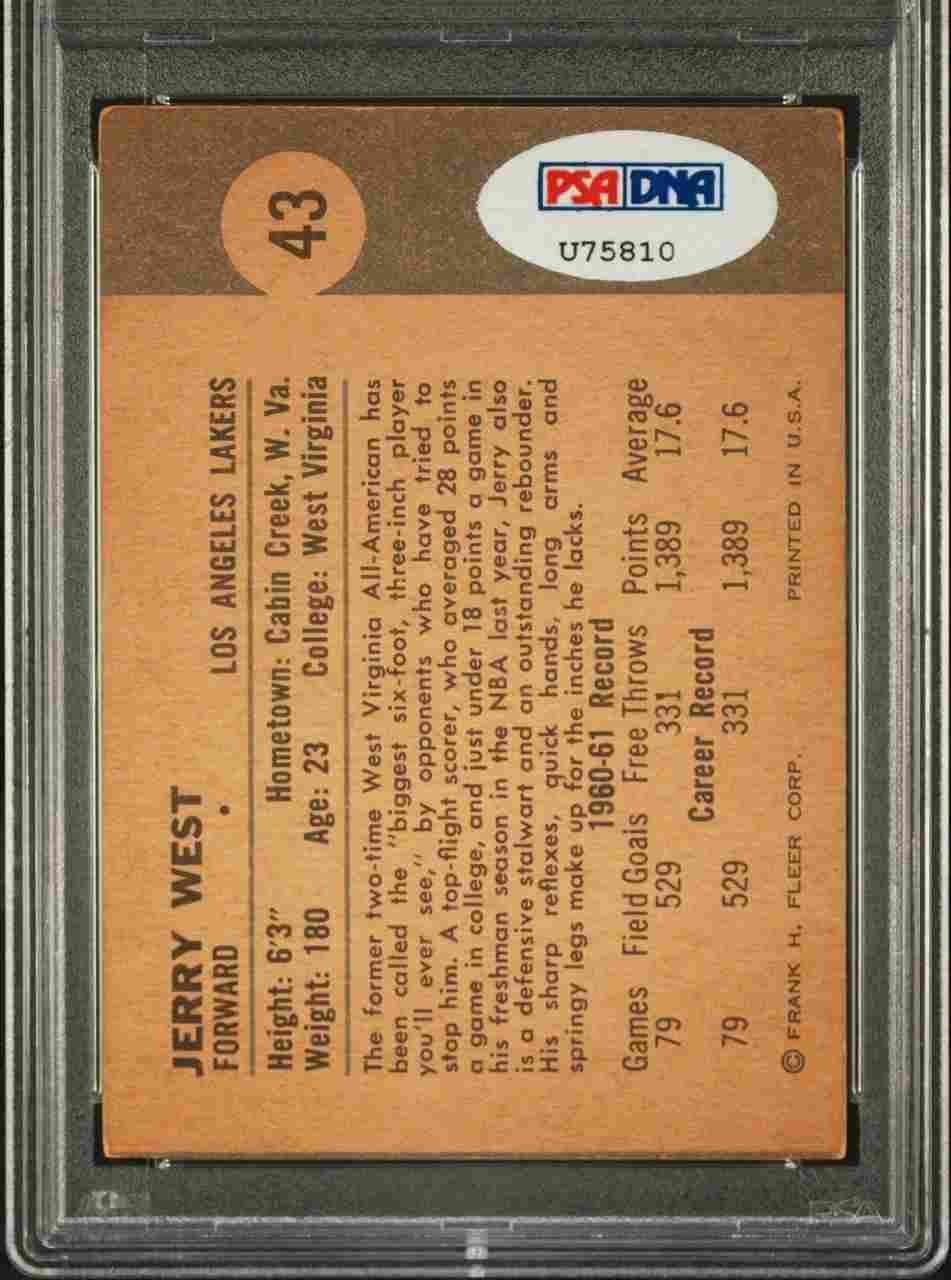 PSA DNA
U75810
43
JERRY WEST
FORWARD • LOS ANGELES LAKERS
Height: 6'3" Hometown: Cabin Creek, W. Va.
Weight: 180 Age: 23 College: West Virginia
The former two-time West Virginia All-American has
been called the "biggest six-foot, three-inch player
you'll ever see," by opponents who have tried to
stop him. A top-flight scorer, who averaged 28 points
a game in college, and just under 18 points a game in
his freshman season in the NBA last year, Jerry also
is a defensive stalwart and an outstanding rebounder.
His sharp reflexes, quick hands, long arms and
springy legs make up for the inches he lacks.
1960-61 Record
Games Field Goals Free Throws Points Average
79 529 331 1,389 17.6
Career Record
79 529 331 1,389 17.6
© FRANK H. FLEER CORP. PRINTED IN U.S.A.
PSA